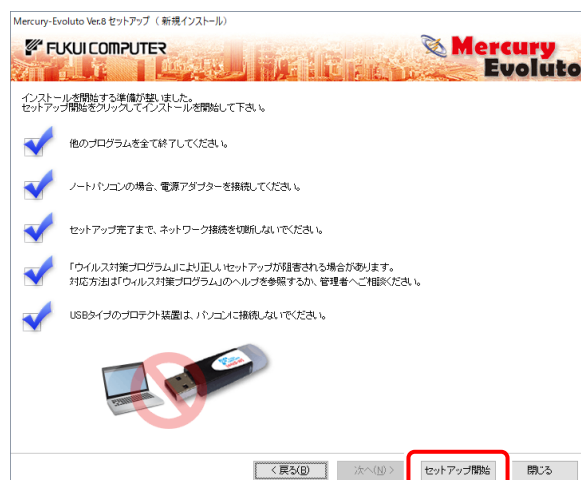 Mercury-Evoluto Ver.8 セットアップ（ 新規インストール）
FUKUI COMPUTER
Mercury
Evoluto
インストールを開始する準備が整いました。
セットアップ開始をクリックしてインストールを開始して下さい。
他のプログラムを全て終了してください。
ノートパソコンの場合、電源アダプターを接続してください。
セットアップ完了まで、ネットワーク接続を切断しないでください。
「ウイルス対策プログラム」により正しいセットアップが阻害される場合があります。
対応方法は「ウィルス対策プログラム」のヘルプを参照するか、管理者へご相談ください。
USBタイプのプロテクト装置は、パソコンに接続しないでください。
< 戻る(B)
次へ(N) >
セットアップ開始
閉じる